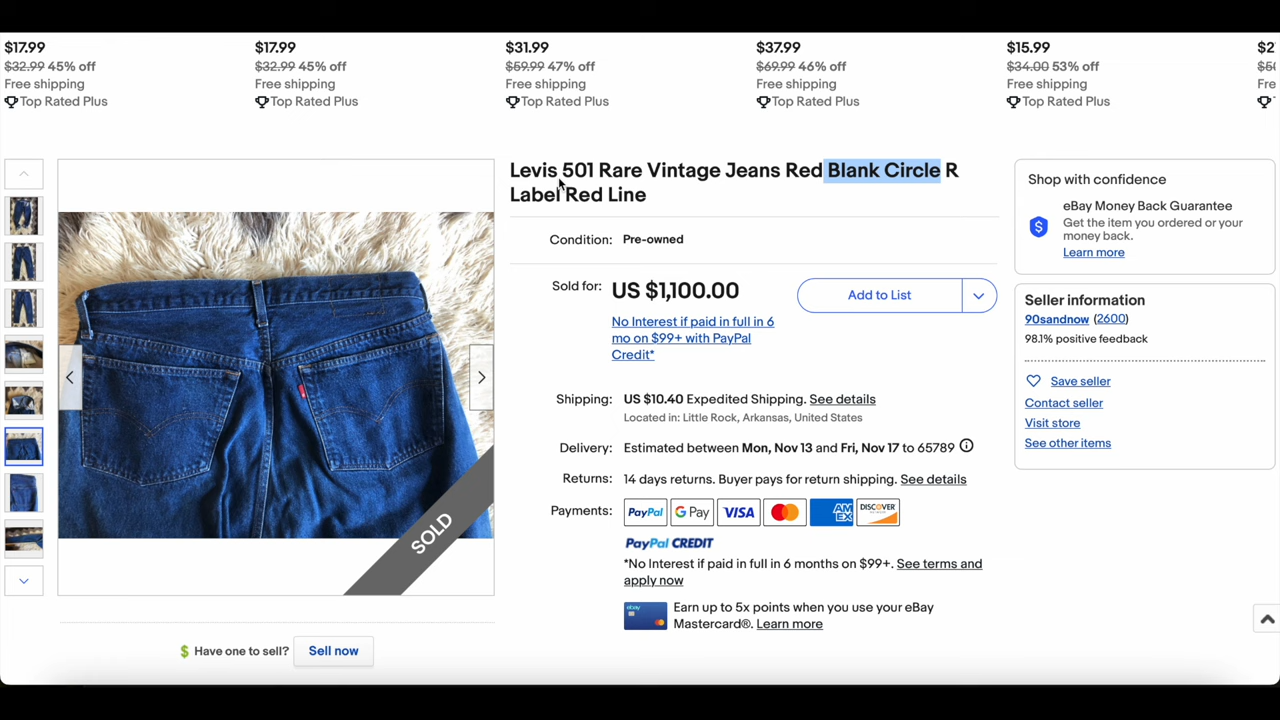 $17.99
$32.99 45% off
Free shipping
Top Rated Plus
$17.99
$32.99 45% off
Free shipping
Top Rated Plus
$31.99
$59.99 47% off
Free shipping
Top Rated Plus
$37.99
$69.99 46% off
Free shipping
Top Rated Plus
$15.99
$34.00 53% off
Free shipping
Top Rated Plus
Levis 501 Rare Vintage Jeans Red Blank Circle R
Label Red Line
Condition: Pre-owned
Sold for: US $1,100.00
Add to List
No Interest if paid in full in 6
mo on $99+ with PayPal
Credit*
Shipping: US $10.40 Expedited Shipping. See details
Located in: Little Rock, Arkansas, United States
Delivery: Estimated between Mon, Nov 13 and Fri, Nov 17 to 65789
Returns: 14 days returns. Buyer pays for return shipping. See details
Payments: PayPal G Pay VISA AMEX DISCOVER
PayPal CREDIT
*No Interest if paid in full in 6 months on $99+. See terms and
apply now
ebay
Earn up to 5x points when you use your eBay
Mastercard®. Learn more
SOLD
Have one to sell? Sell now
Shop with confidence
eBay Money Back Guarantee
Get the item you ordered or your
money back.
Learn more
Seller information
90sandnow (2600)
98.1% positive feedback
Save seller
Contact seller
Visit store
See other items